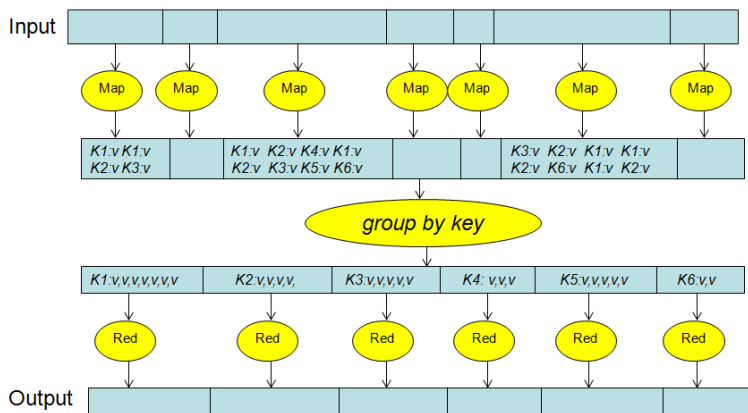 Input
Map Map Map Map Map Map Map
K1:v K1:v K1:v K2:v K4:v K1:v K3:v K2:v K1:v K1:v
K2:v K3:v K2:v K3:v K5:v K6:v K2:v K6:v K1:v K2:v
group by key
K1:v,v,v,v,v,v,v K2:v,v,v,v, K3:v,v,v,v,v K4: v,v,v K5:v,v,v,v,v K6:v,v
Red Red Red Red Red Red
Output